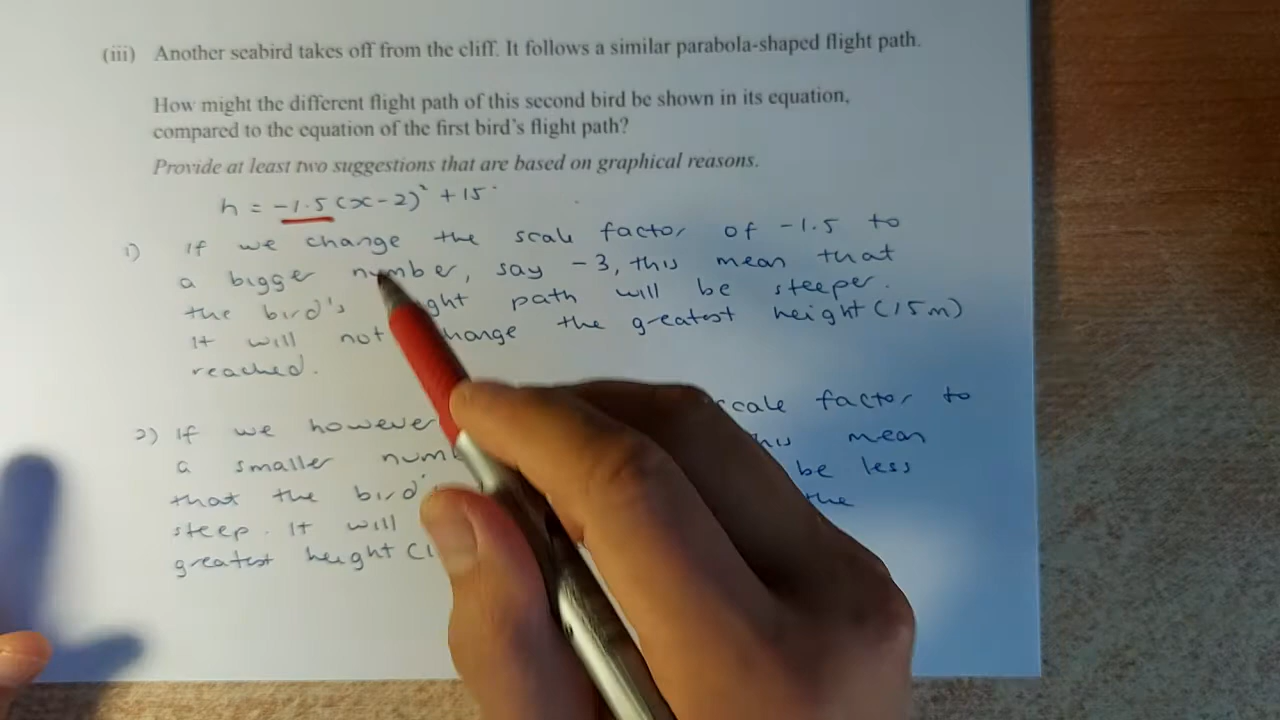 (iii) Another seabird takes off from the cliff. It follows a similar parabola-shaped flight path.
How might the different flight path of this second bird be shown in its equation,
compared to the equation of the first bird's flight path?
Provide at least two suggestions that are based on graphical reasons.
h = -1.5(x-2)² + 15
1) If we change the scale factor of -1.5 to
a bigger number, say -3, this mean that
the bird's ght path will be steeper.
It will not hange the greatest height (15m)
reached.
2) If we however scale factor to
a smaller num his mean
that the bird' be less
steep. It will the
greatest height (1